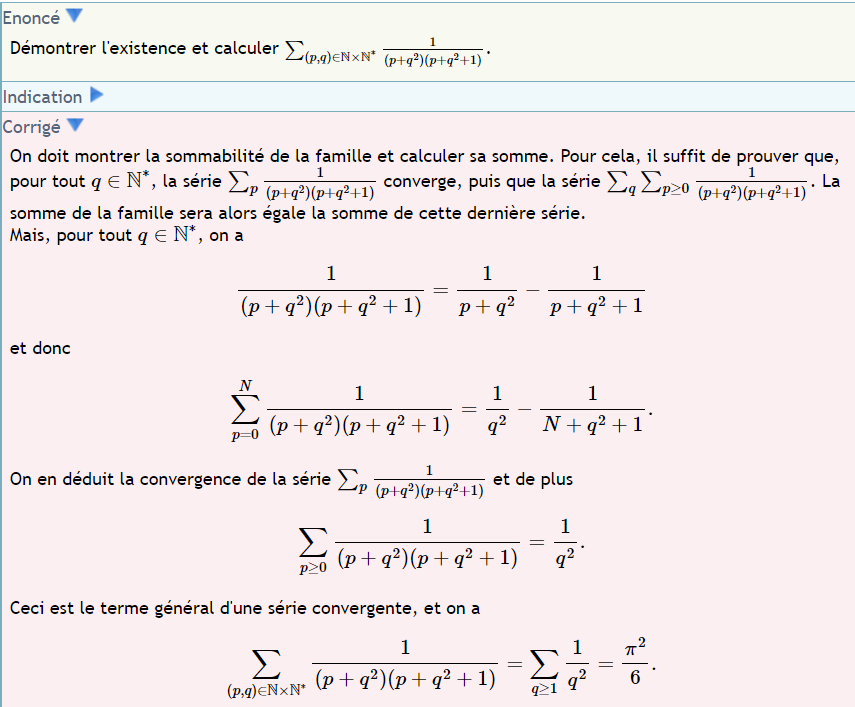 Enoncé
Démontrer l'existence et calculer $\sum_{(p,q)\in\mathbb{N}\times\mathbb{N}^*} \frac{1}{(p+q^2)(p+q^2+1)}$.
Indication
Corrigé
On doit montrer la sommabilité de la famille et calculer sa somme. Pour cela, il suffit de prouver que,
pour tout $q \in \mathbb{N}^*$, la série $\sum_p \frac{1}{(p+q^2)(p+q^2+1)}$ converge, puis que la série $\sum_q \sum_{p\geq 0} \frac{1}{(p+q^2)(p+q^2+1)}$. La
somme de la famille sera alors égale la somme de cette dernière série.
Mais, pour tout $q \in \mathbb{N}^*$, on a
$\frac{1}{(p+q^2)(p+q^2+1)} = \frac{1}{p+q^2} - \frac{1}{p+q^2+1}$
et donc
$\sum_{p=0}^{N} \frac{1}{(p+q^2)(p+q^2+1)} = \frac{1}{q^2} - \frac{1}{N+q^2+1}.$
On en déduit la convergence de la série $\sum_p \frac{1}{(p+q^2)(p+q^2+1)}$ et de plus
$\sum_{p\geq 0} \frac{1}{(p+q^2)(p+q^2+1)} = \frac{1}{q^2}.$
Ceci est le terme général d'une série convergente, et on a
$\sum_{(p,q)\in\mathbb{N}\times\mathbb{N}^*} \frac{1}{(p+q^2)(p+q^2+1)} = \sum_{q\geq 1} \frac{1}{q^2} = \frac{\pi^2}{6}.$